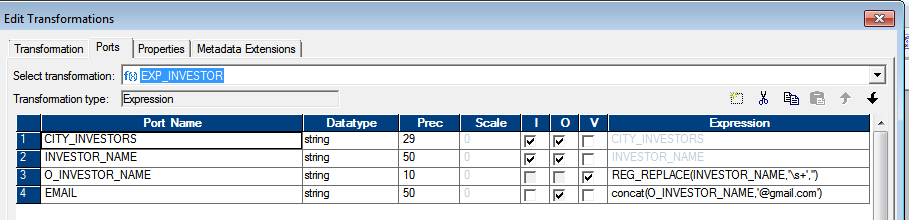 Edit Transformations
Transformation Ports Properties Metadata Extensions
Select transformation: f(x) EXP_INVESTOR
Transformation type: Expression
Port Name Datatype Prec Scale I O V Expression
1 CITY_INVESTORS string 29 0 CITY_INVESTORS
2 INVESTOR_NAME string 50 0 INVESTOR_NAME
3 O_INVESTOR_NAME string 10 0 REG_REPLACE(INVESTOR_NAME,'\s+','')
4 EMAIL string 50 0 concat(O_INVESTOR_NAME,'@gmail.com')